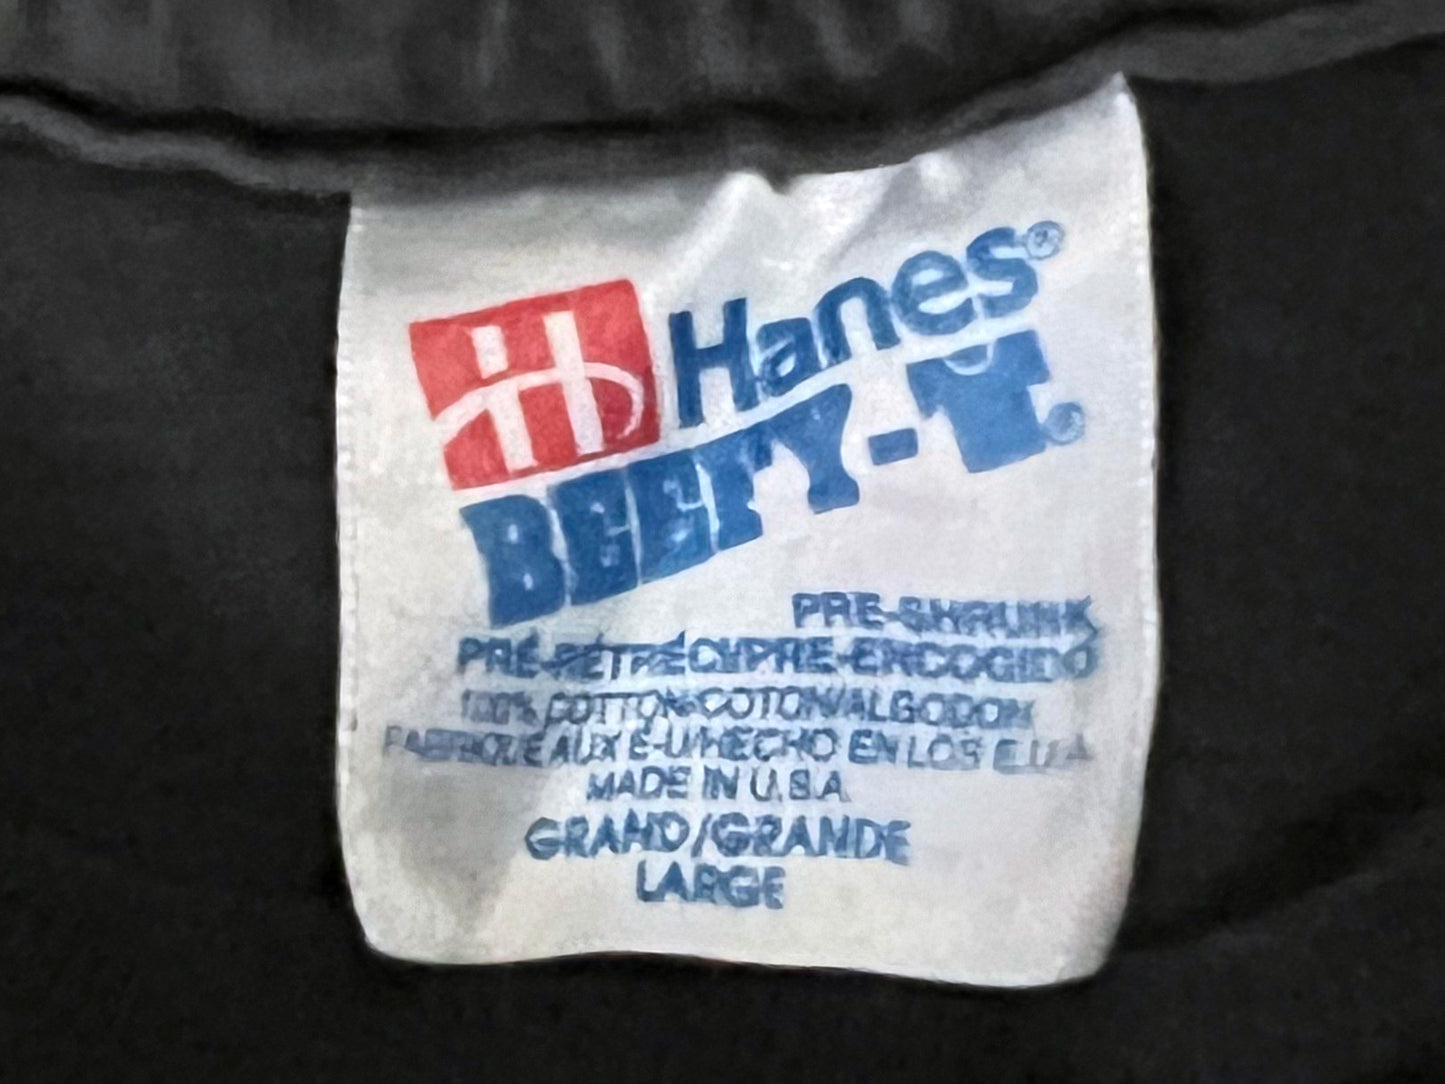 H Hanes®
BEEFY-T®
PRE-SHRUNK
PRÉ-RÉTRÉCI/PRE-ENCOGIDO
100% COTTON-COTON/ALGODON
FABRIQUE AUX E-U/HECHO EN LOS E.U.A
MADE IN U.S.A.
GRAND/GRANDE
LARGE